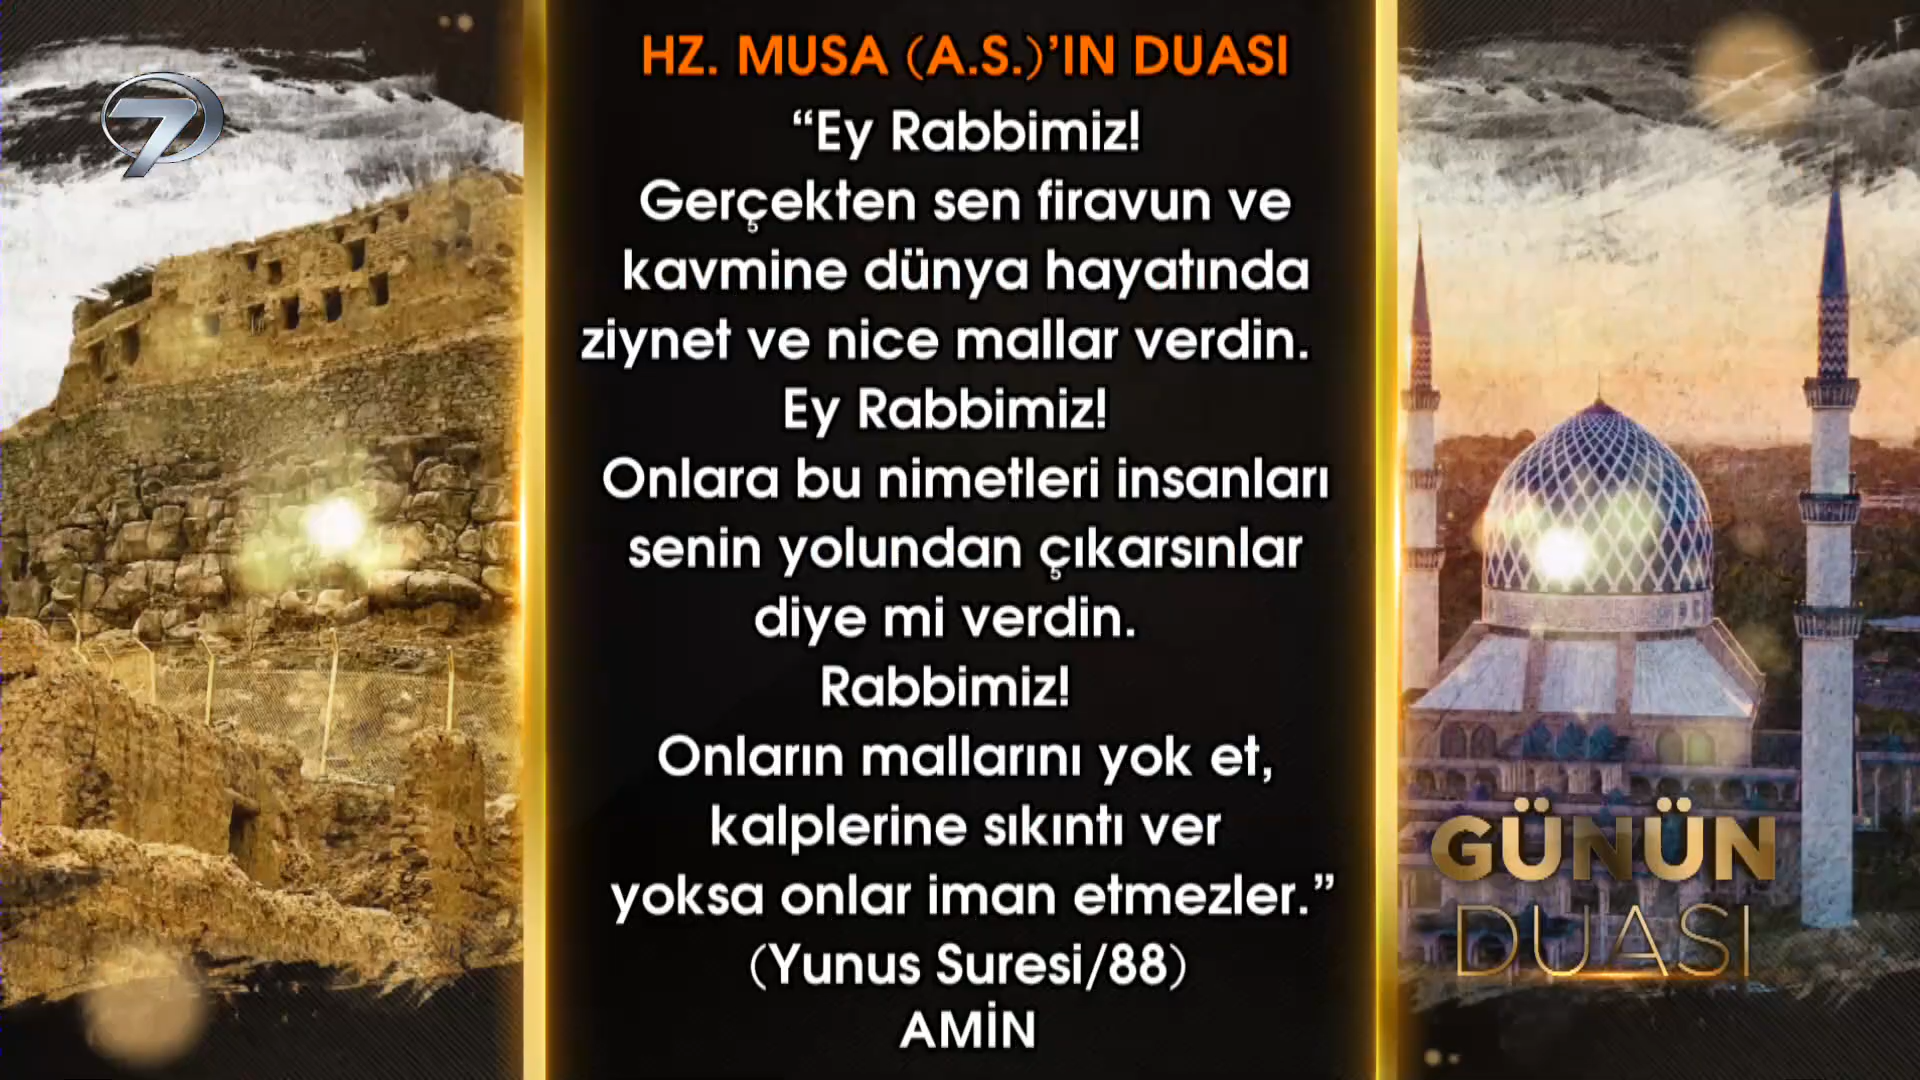 7
HZ. MUSA (A.S.)’IN DUASI
“Ey Rabbimiz!
Gerçekten sen firavun ve
kavmine dünya hayatında
ziynet ve nice mallar verdin.
Ey Rabbimiz!
Onlara bu nimetleri insanları
senin yolundan çıkarsınlar
diye mi verdin.
Rabbimiz!
Onların mallarını yok et,
kalplerine sıkıntı ver
yoksa onlar iman etmezler.”
(Yunus Suresi/88)
AMİN
GÜNÜN
DUASI